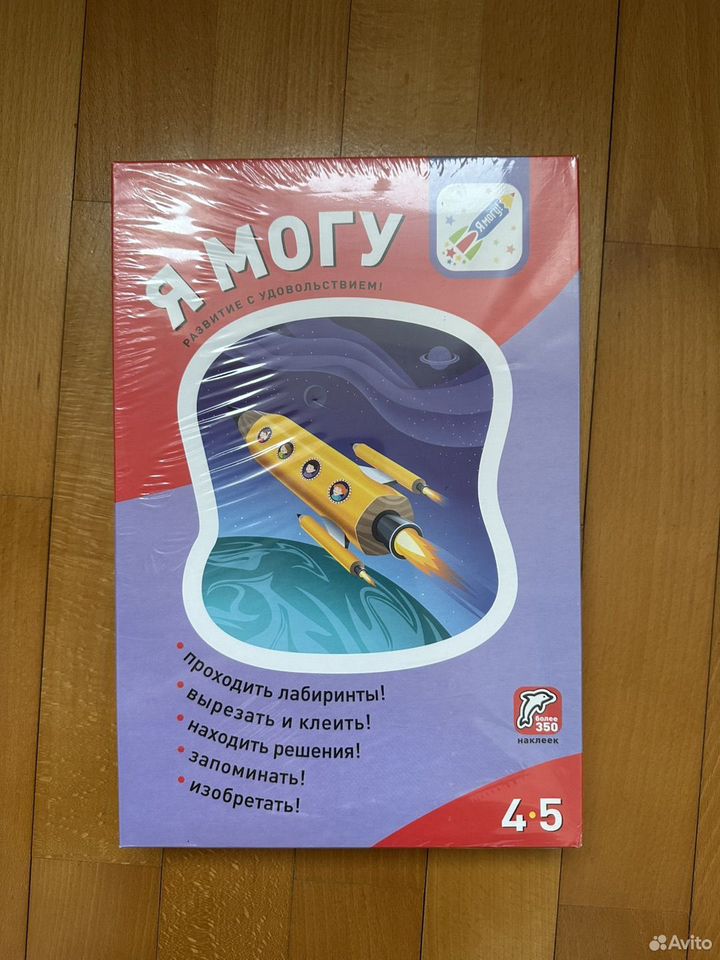 Я МОГУ
РАЗВИТИЕ С УДОВОЛЬСТВИЕМ!
Я могу!
• проходить лабиринты!
• вырезать и клеить!
• находить решения!
• запоминать!
• изобретать!
более
350
наклеек
4•5
Avito